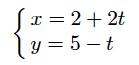 x = 2 + 2t
y = 5 − t